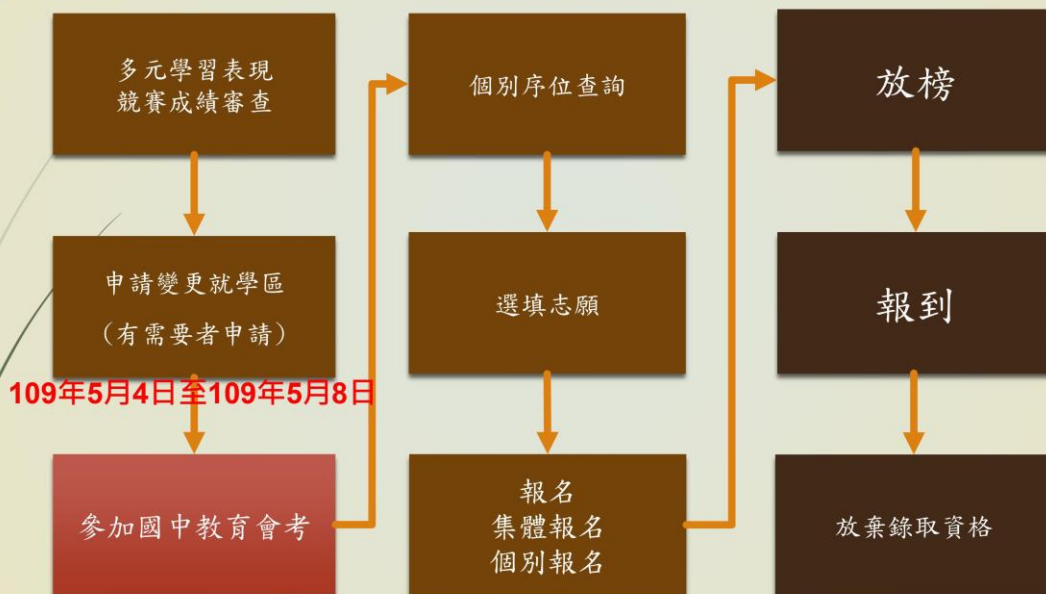 多元學習表現
競賽成績審查
申請變更就學區
（有需要者申請）
109年5月4日至109年5月8日
參加國中教育會考
個別序位查詢
選填志願
報名
集體報名
個別報名
放榜
報到
放棄錄取資格